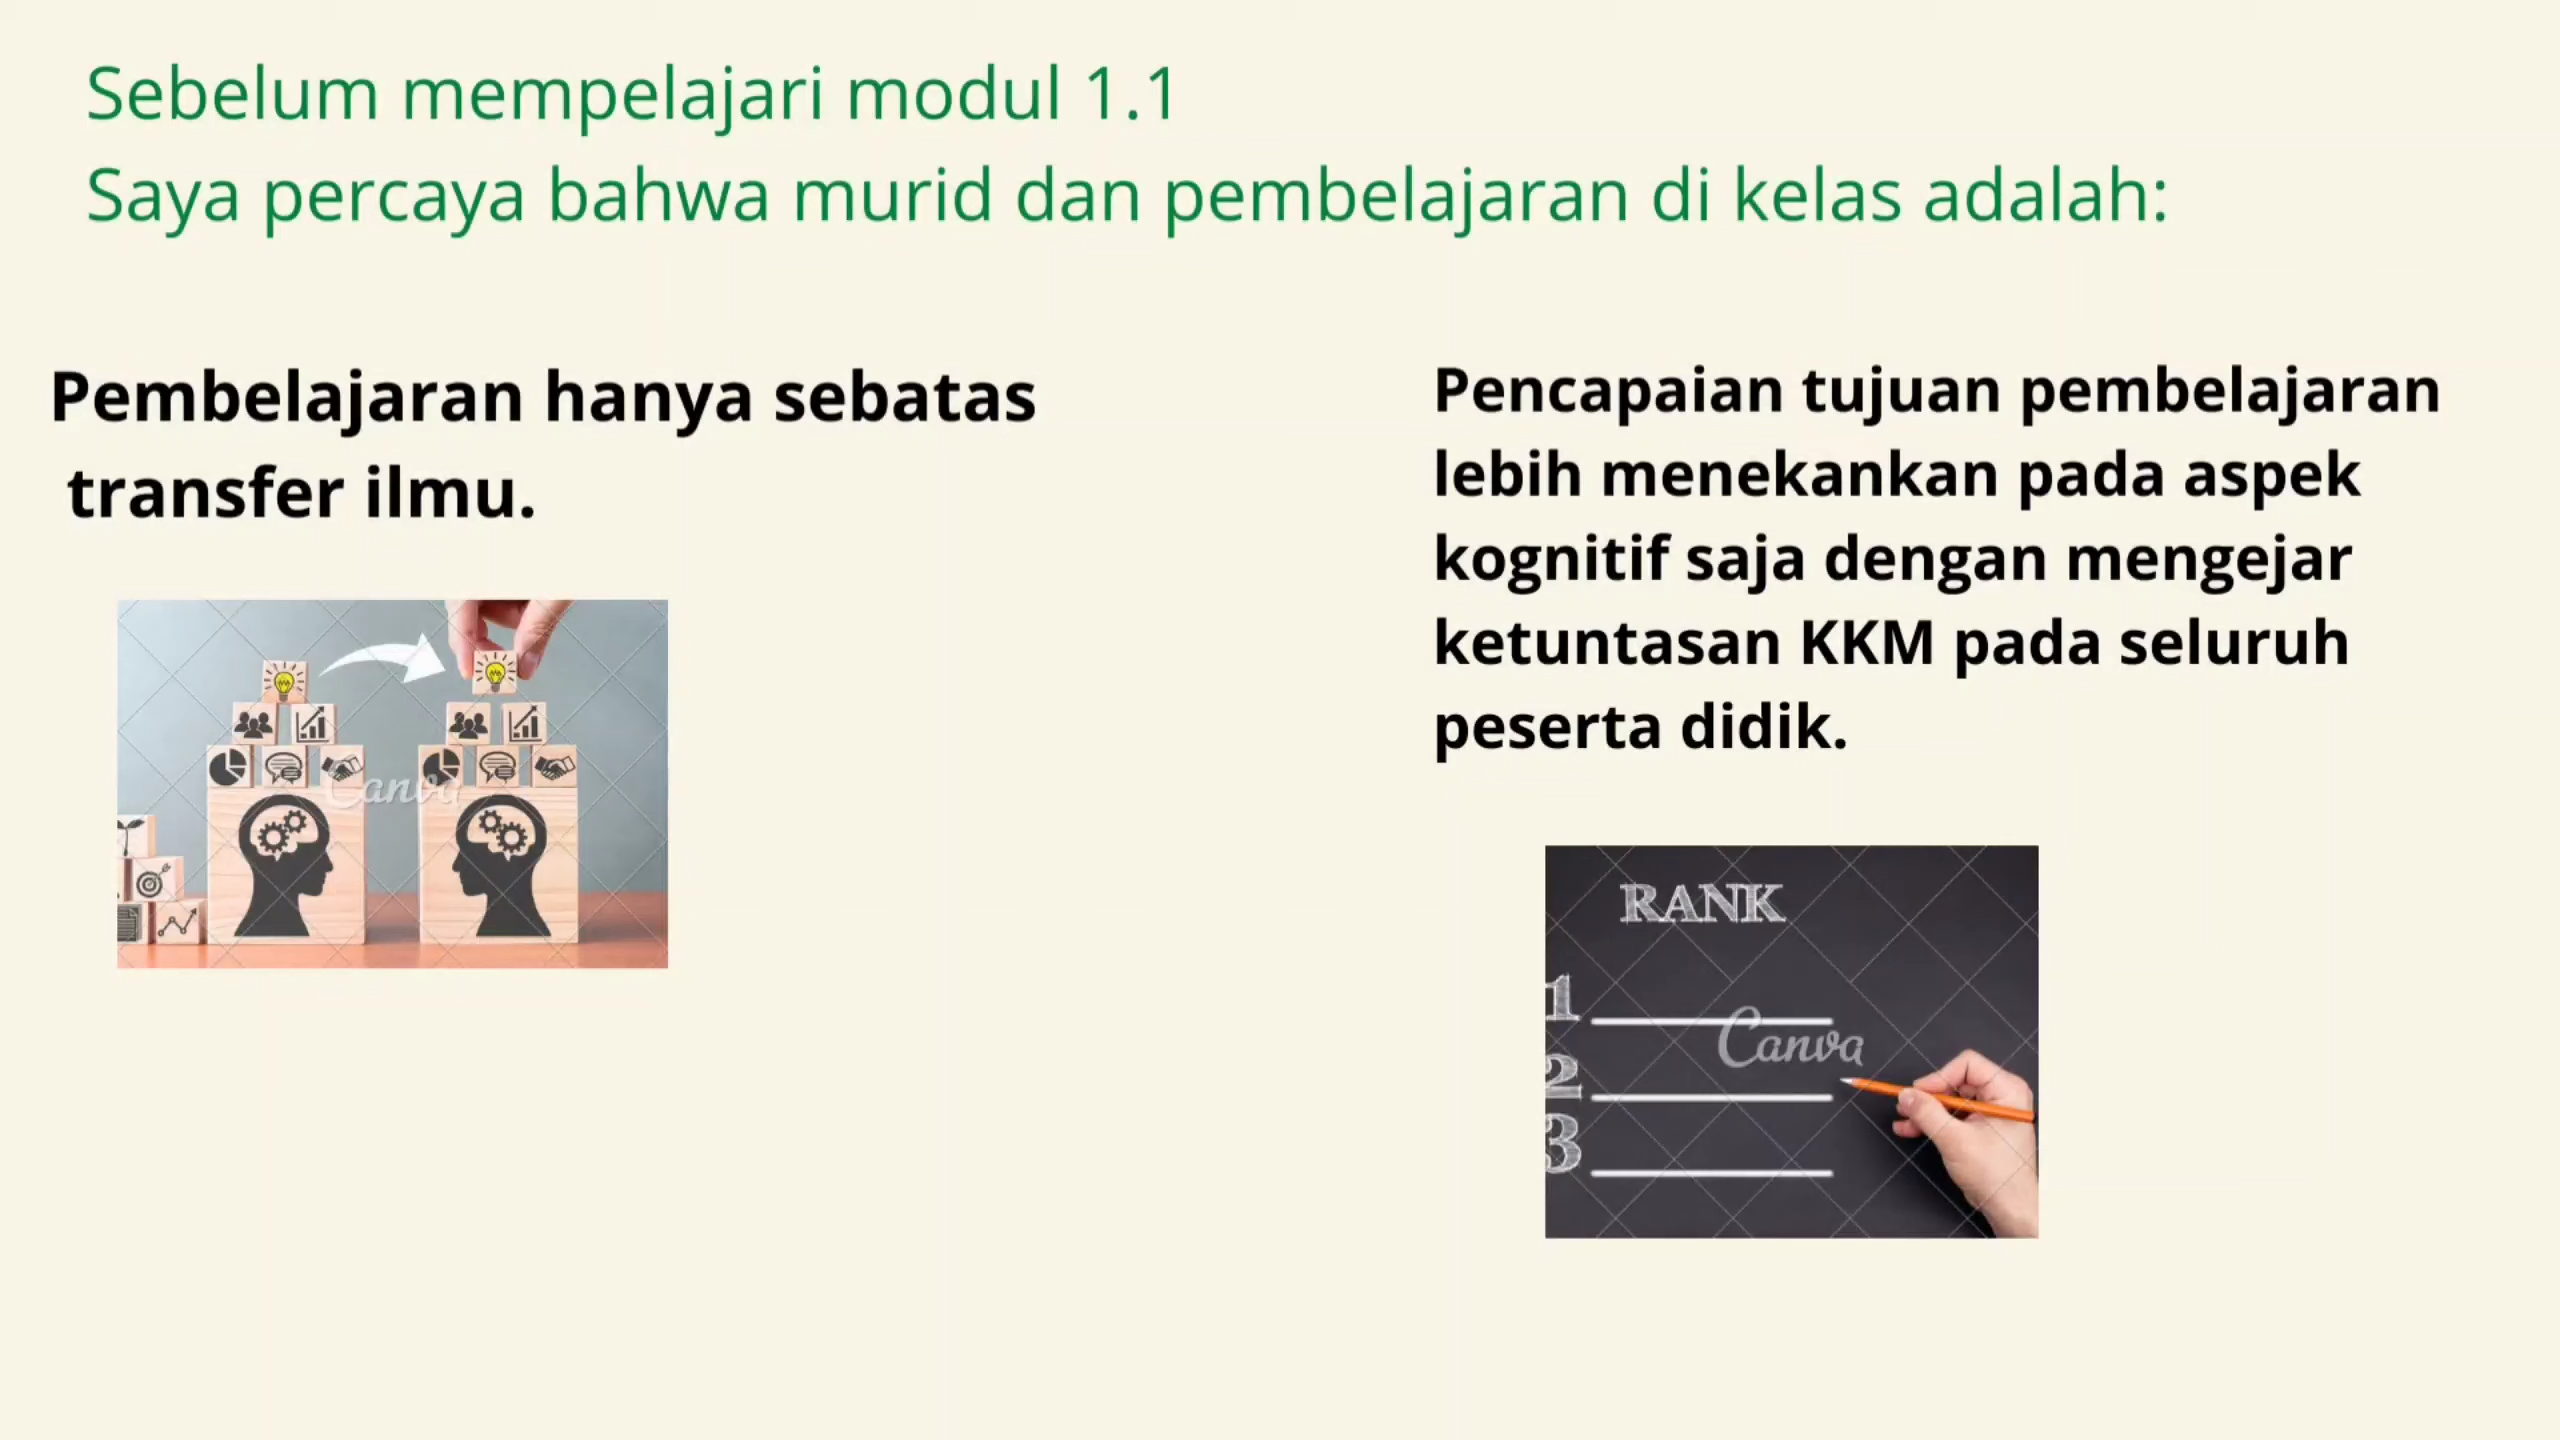 Sebelum mempelajari modul 1.1
Saya percaya bahwa murid dan pembelajaran di kelas adalah:
Pembelajaran hanya sebatas
transfer ilmu.
Canva
Pencapaian tujuan pembelajaran
lebih menekankan pada aspek
kognitif saja dengan mengejar
ketuntasan KKM pada seluruh
peserta didik.
RANK
1
Canva
2
3